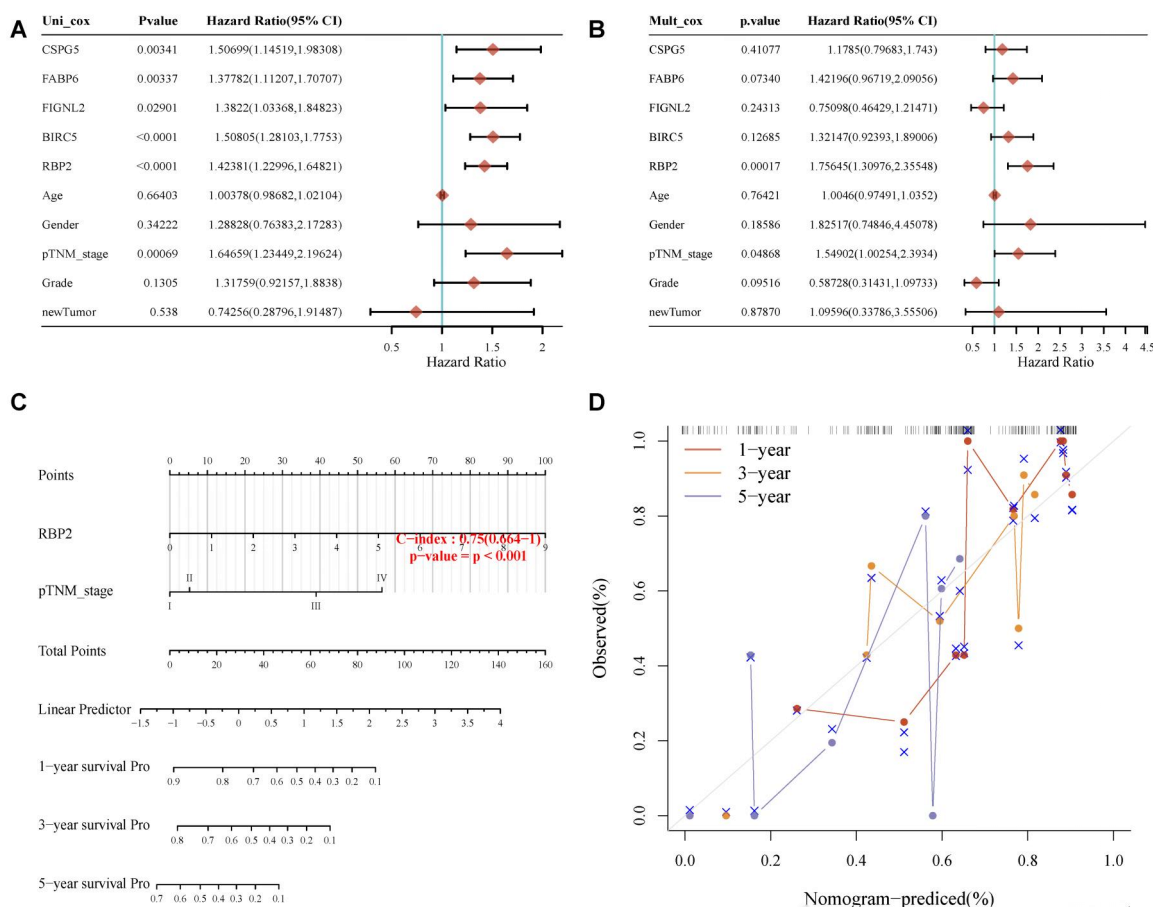 A
Uni_cox Pvalue Hazard Ratio(95% CI)
CSPG5 0.00341 1.50699(1.14519,1.98308)
FABP6 0.00337 1.37782(1.11207,1.70707)
FIGNL2 0.02901 1.3822(1.03368,1.84823)
BIRC5 <0.0001 1.50805(1.28103,1.7753)
RBP2 <0.0001 1.42381(1.22996,1.64821)
Age 0.66403 1.00378(0.98682,1.02104)
Gender 0.34222 1.28828(0.76383,2.17283)
pTNM_stage 0.00069 1.64659(1.23449,2.19624)
Grade 0.1305 1.31759(0.92157,1.8838)
newTumor 0.538 0.74256(0.28796,1.91487)
0.5 1 1.5 2
Hazard Ratio
B
Mult_cox p.value Hazard Ratio(95% CI)
CSPG5 0.41077 1.1785(0.79683,1.743)
FABP6 0.07340 1.42196(0.96719,2.09056)
FIGNL2 0.24313 0.75098(0.46429,1.21471)
BIRC5 0.12685 1.32147(0.92393,1.89006)
RBP2 0.00017 1.75645(1.30976,2.35548)
Age 0.76421 1.0046(0.97491,1.0352)
Gender 0.18586 1.82517(0.74846,4.45078)
pTNM_stage 0.04868 1.54902(1.00254,2.3934)
Grade 0.09516 0.58728(0.31431,1.09733)
newTumor 0.87870 1.09596(0.33786,3.55506)
0.5 1 1.5 2 2.5 3 3.5 4 4.5
Hazard Ratio
C
Points 0 10 20 30 40 50 60 70 80 90 100
RBP2
0 1 2 3 4 5 6 7 8 9
C−index : 0.75(0.664−1)
p−value = p < 0.001
II IV
pTNM_stage
I III
Total Points
0 20 40 60 80 100 120 140 160
Linear Predictor
−1.5 −1 −0.5 0 0.5 1 1.5 2 2.5 3 3.5 4
1−year survival Pro
0.9 0.8 0.7 0.6 0.5 0.4 0.3 0.2 0.1
3−year survival Pro
0.8 0.7 0.6 0.5 0.4 0.3 0.2 0.1
5−year survival Pro
0.7 0.6 0.5 0.4 0.3 0.2 0.1
D
1−year
3−year
5−year
Observed(%)
1.0
0.8
0.6
0.4
0.2
0.0
0.0 0.2 0.4 0.6 0.8 1.0
Nomogram−prediced(%)